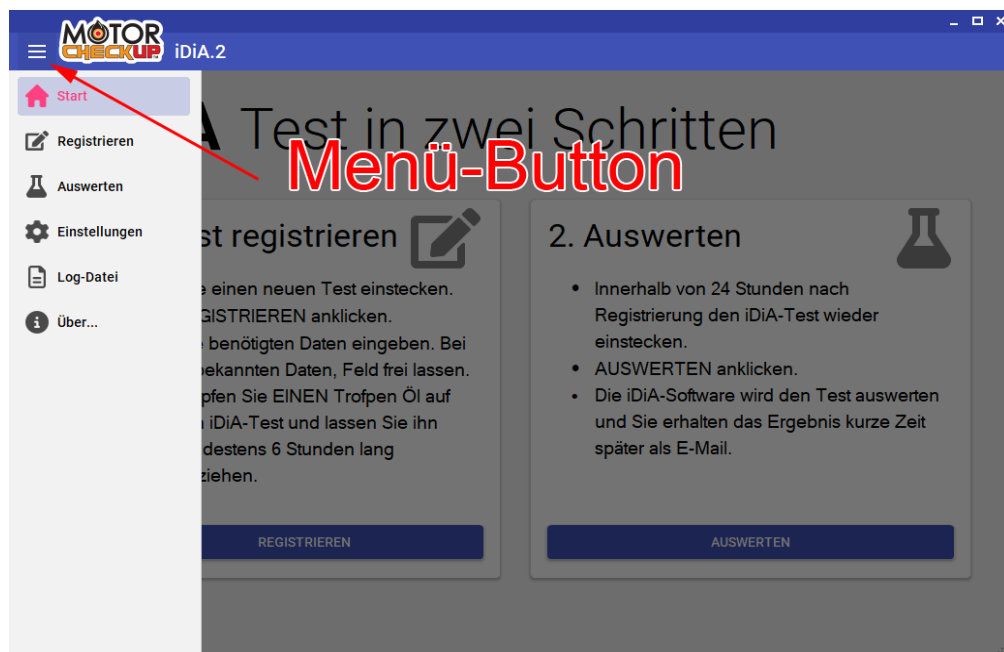 MOTOR
CHECKUP
iDiA.2
Start
Registrieren
Auswerten
Einstellungen
Log-Datei
Über...
A Test in zwei Schritten
Menü-Button
st registrieren
einen neuen Test einstecken.
GISTRIEREN anklicken.
benötigten Daten eingeben. Bei
ekannten Daten, Feld frei lassen.
pfen Sie EINEN Trofpen Öl auf
iDiA-Test und lassen Sie ihn
destens 6 Stunden lang
ziehen.
REGISTRIEREN
2. Auswerten
• Innerhalb von 24 Stunden nach
Registrierung den iDiA-Test wieder
einstecken.
• AUSWERTEN anklicken.
• Die iDiA-Software wird den Test auswerten
und Sie erhalten das Ergebnis kurze Zeit
später als E-Mail.
AUSWERTEN